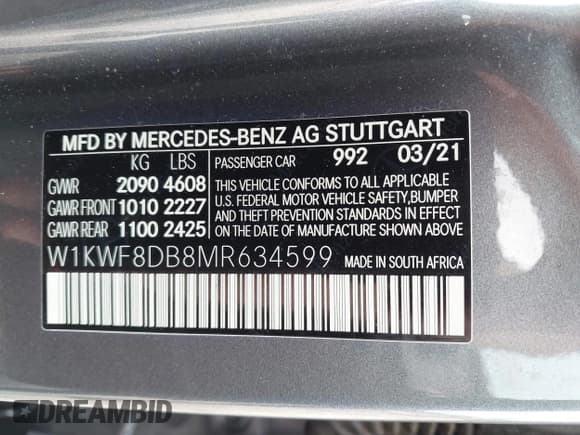 MFD BY MERCEDES-BENZ AG STUTTGART
KG LBS PASSENGER CAR 992 03/21
GVWR 2090 4608
GAWR FRONT 1010 2227
GAWR REAR 1100 2425
THIS VEHICLE CONFORMS TO ALL APPLICABLE
U.S. FEDERAL MOTOR VEHICLE SAFETY,BUMPER
AND THEFT PREVENTION STANDARDS IN EFFECT
ON THE DATE OF MANUFACTURE SHOWN ABOVE.
W1KWF8DB8MR634599 MADE IN SOUTH AFRICA
DREAMBID